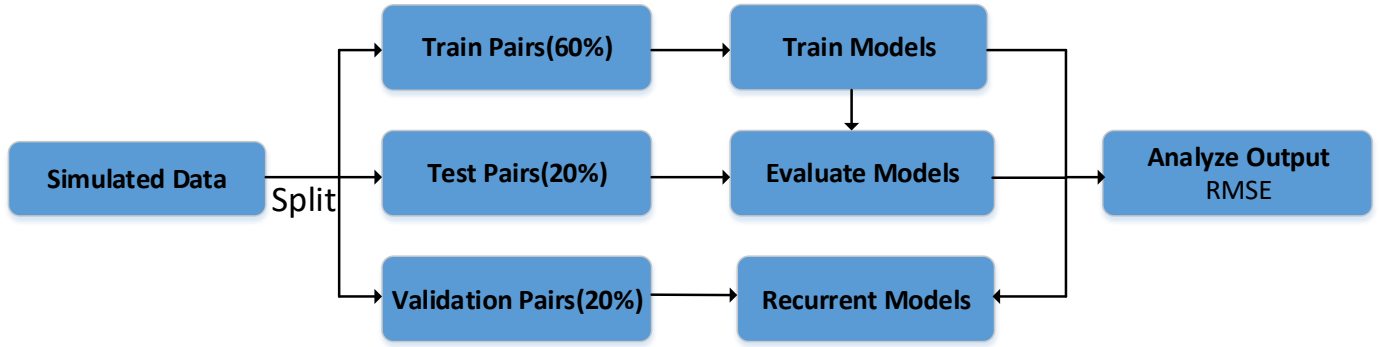 Simulated Data
Split
Train Pairs(60%)
Train Models
Test Pairs(20%)
Evaluate Models
Validation Pairs(20%)
Recurrent Models
Analyze Output
RMSE